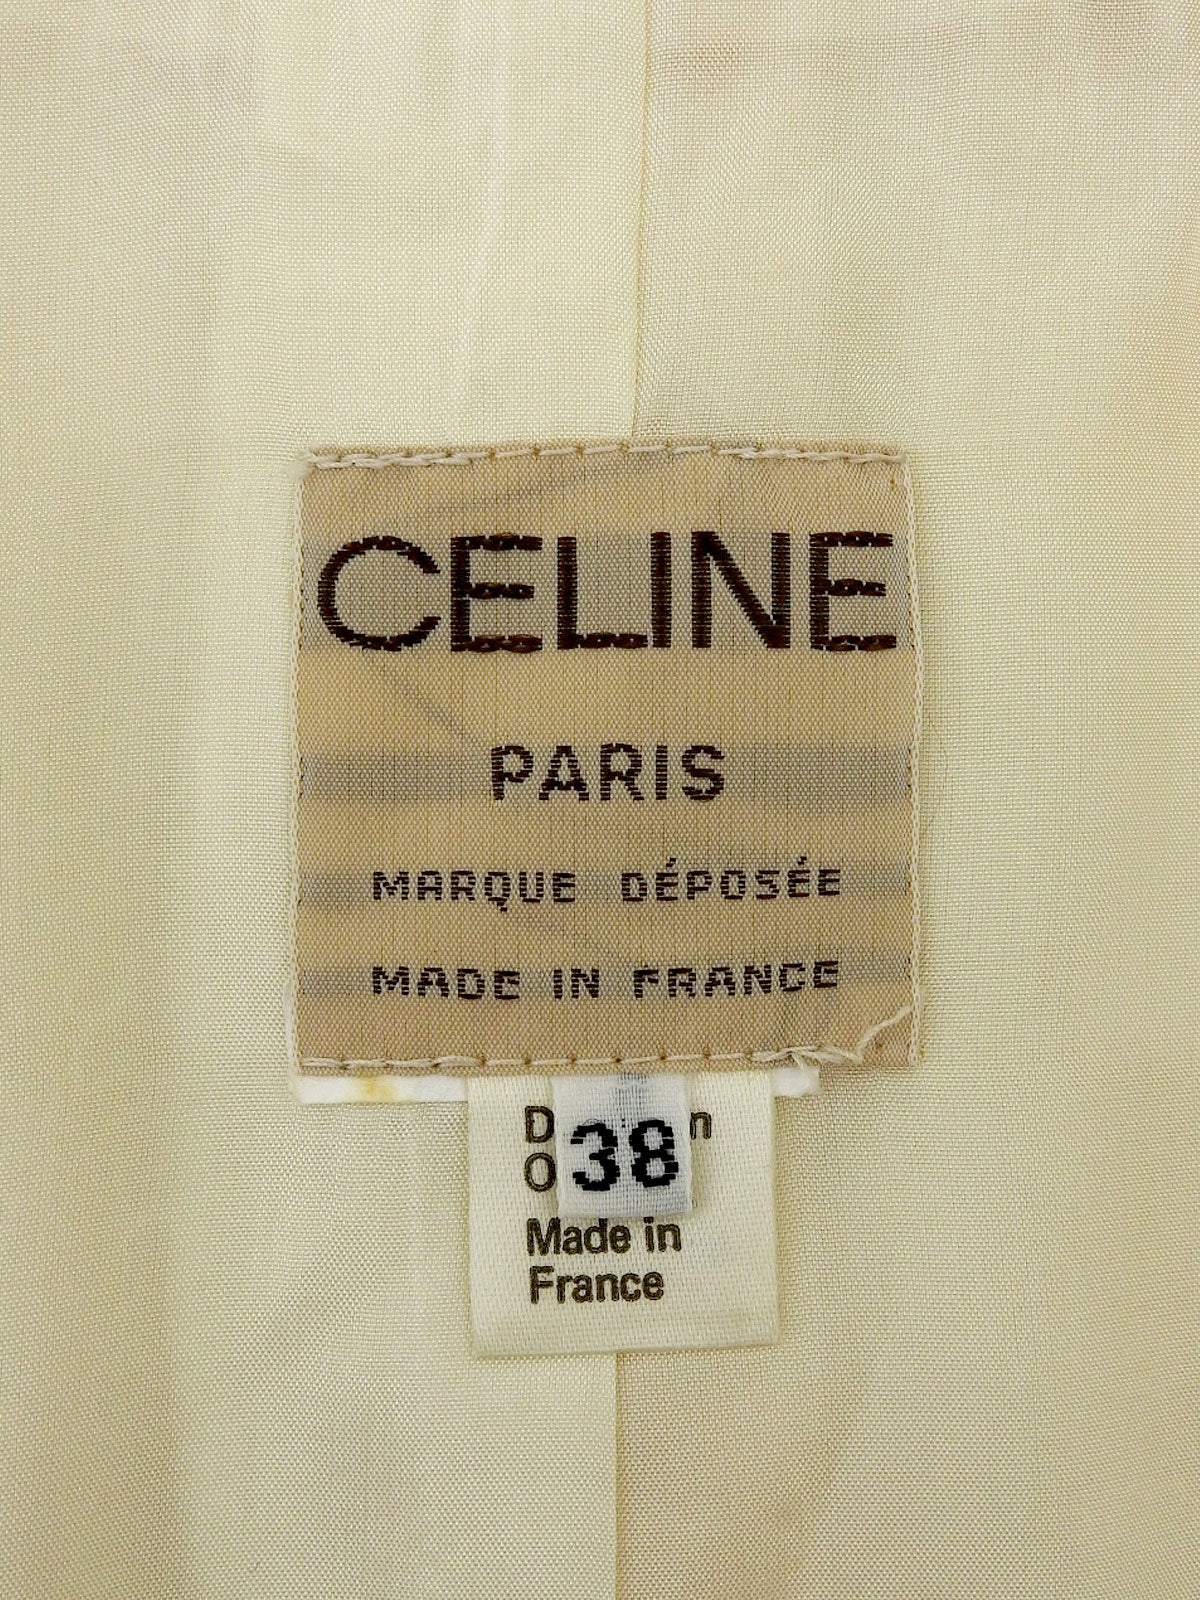 CELINE
PARIS
MARQUE DÉPOSÉE
MADE IN FRANCE
38
Made in
France